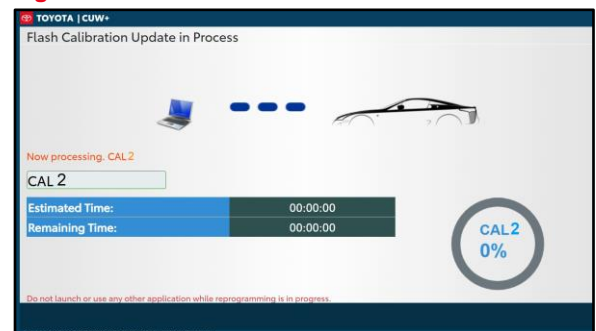 TOYOTA | CUW+
Flash Calibration Update in Process
Now processing. CAL2
CAL 2
Estimated Time: 00:00:00
Remaining Time: 00:00:00
CAL2
0%
Do not launch or use any other application while reprogramming is in progress.